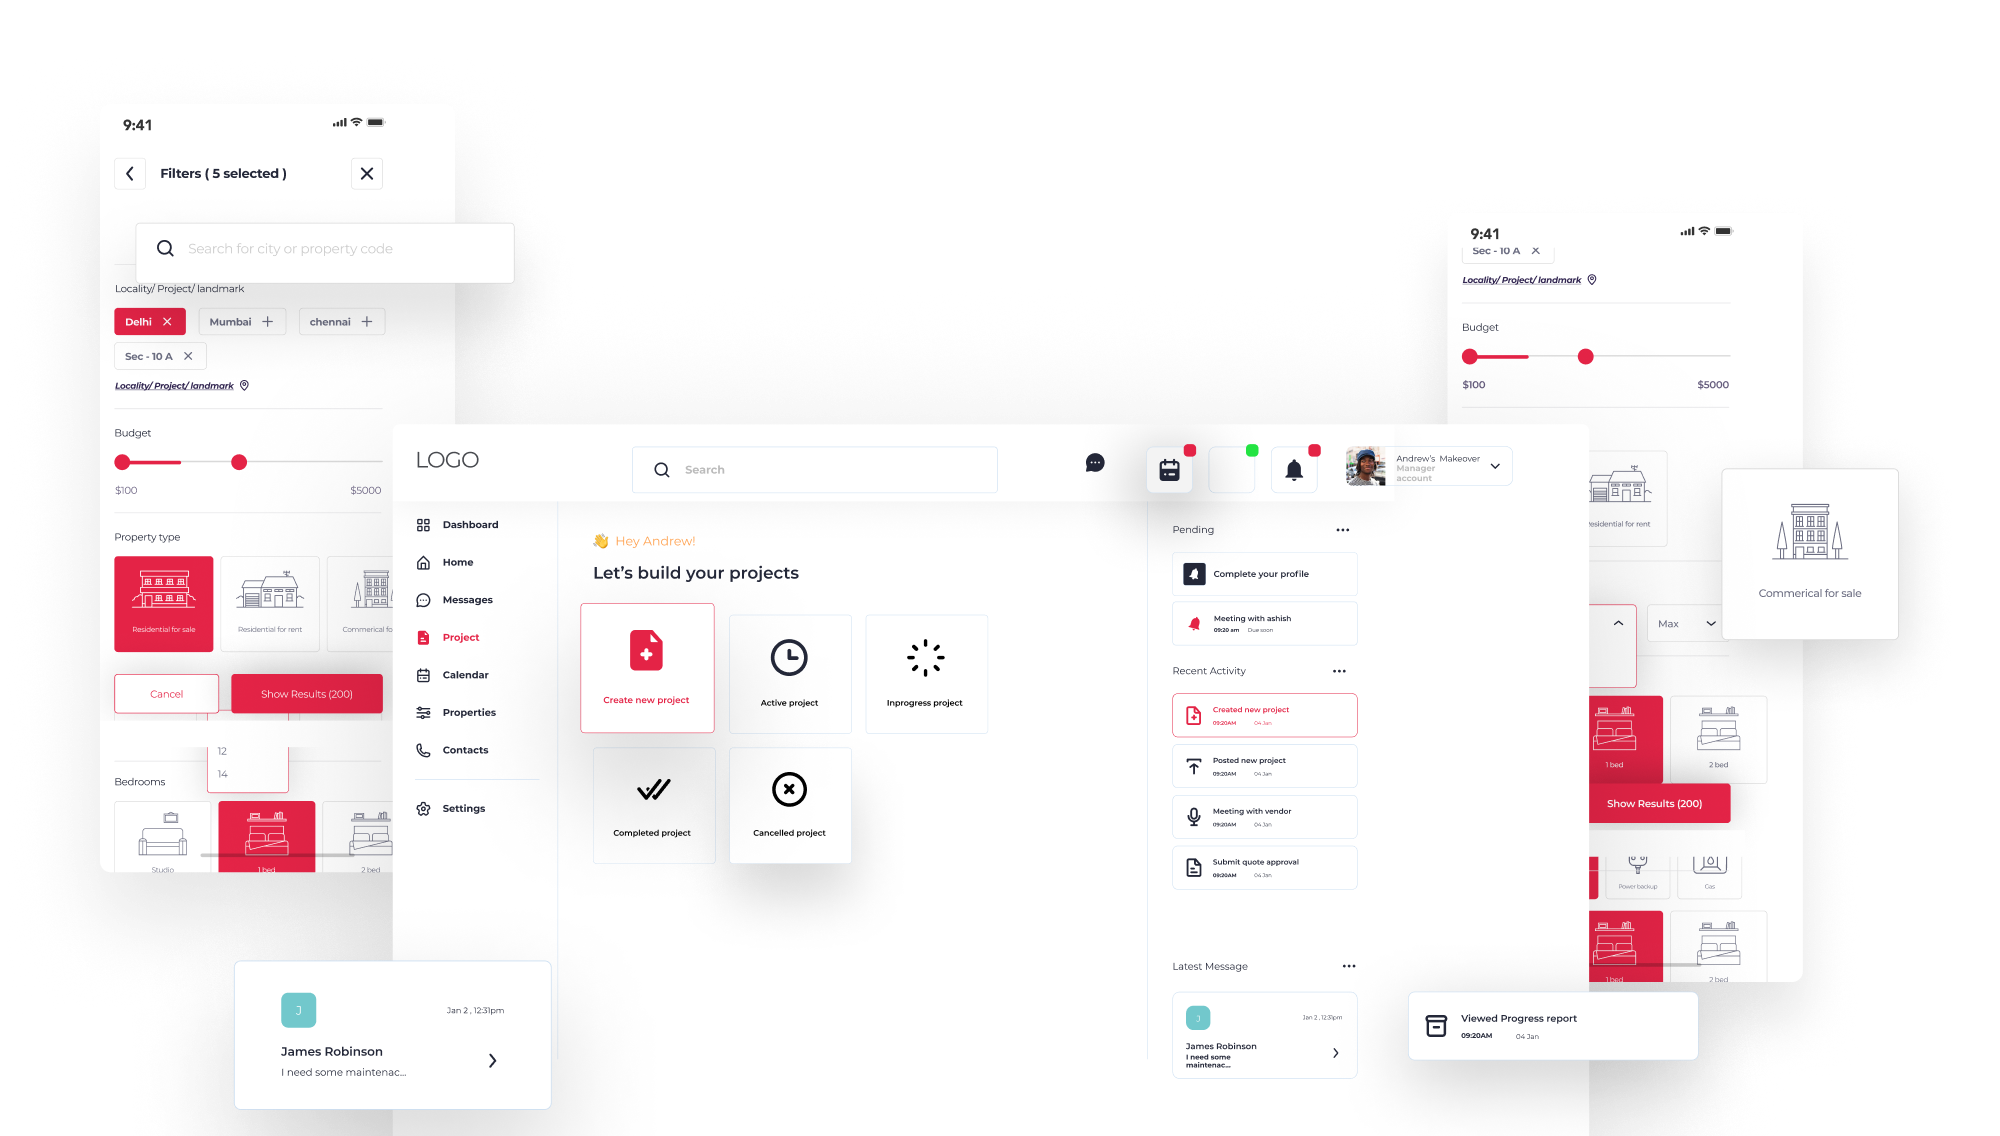 9:41
Filters ( 5 selected )
Search for city or property code
Locality/ Project/ landmark
Delhi
Mumbai
chennai
Sec - 10 A
Locality/ Project/ landmark
Budget
$100
$5000
Property type
Residential for sale
Residential for rent
Commerical fo
Cancel
Show Results (200)
12
14
Bedrooms
Studio
1 bed
2 bed
LOGO
Search
Andrew's Makeover
Manager
account
Dashboard
Home
Messages
Project
Calendar
Properties
Contacts
Settings
👋 Hey Andrew!
Let's build your projects
Create new project
Active project
Inprogress project
Completed project
Cancelled project
Pending
Complete your profile
Meeting with ashish
09:20 am Due soon
Recent Activity
Created new project
09:20AM 04 Jan
Posted new project
09:20AM 04 Jan
Meeting with vendor
09:20AM 04 Jan
Submit quote approval
09:20AM 04 Jan
Latest Message
J
Jan 2 , 12:31pm
James Robinson
I need some
maintenac...
J
Jan 2 , 12:31pm
James Robinson
I need some maintenac...
9:41
Sec - 10 A
Locality/ Project/ landmark
Budget
$100
$5000
Residential for rent
Commerical for sale
Max
1 bed
2 bed
Show Results (200)
Power backup
Gas
1 bed
2 bed
Viewed Progress report
09:20AM 04 Jan